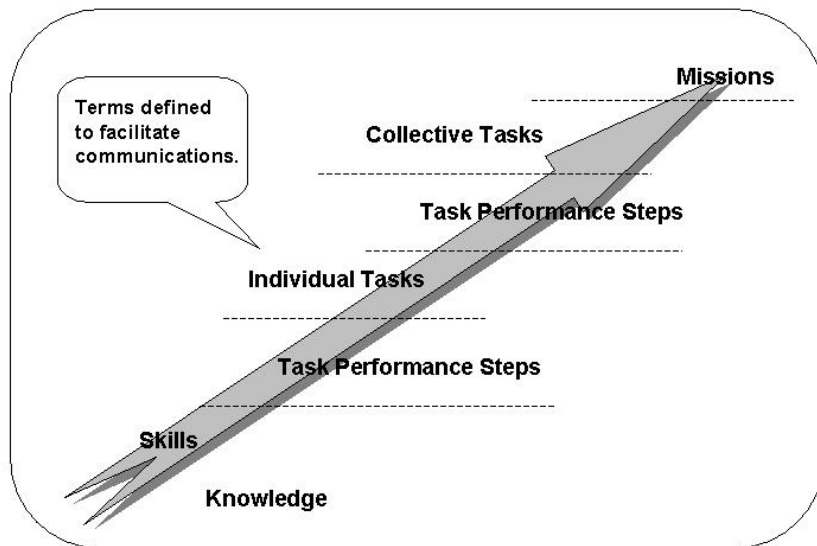 Missions
Terms defined
to facilitate
communications.
Collective Tasks
Task Performance Steps
Individual Tasks
Task Performance Steps
Skills
Knowledge